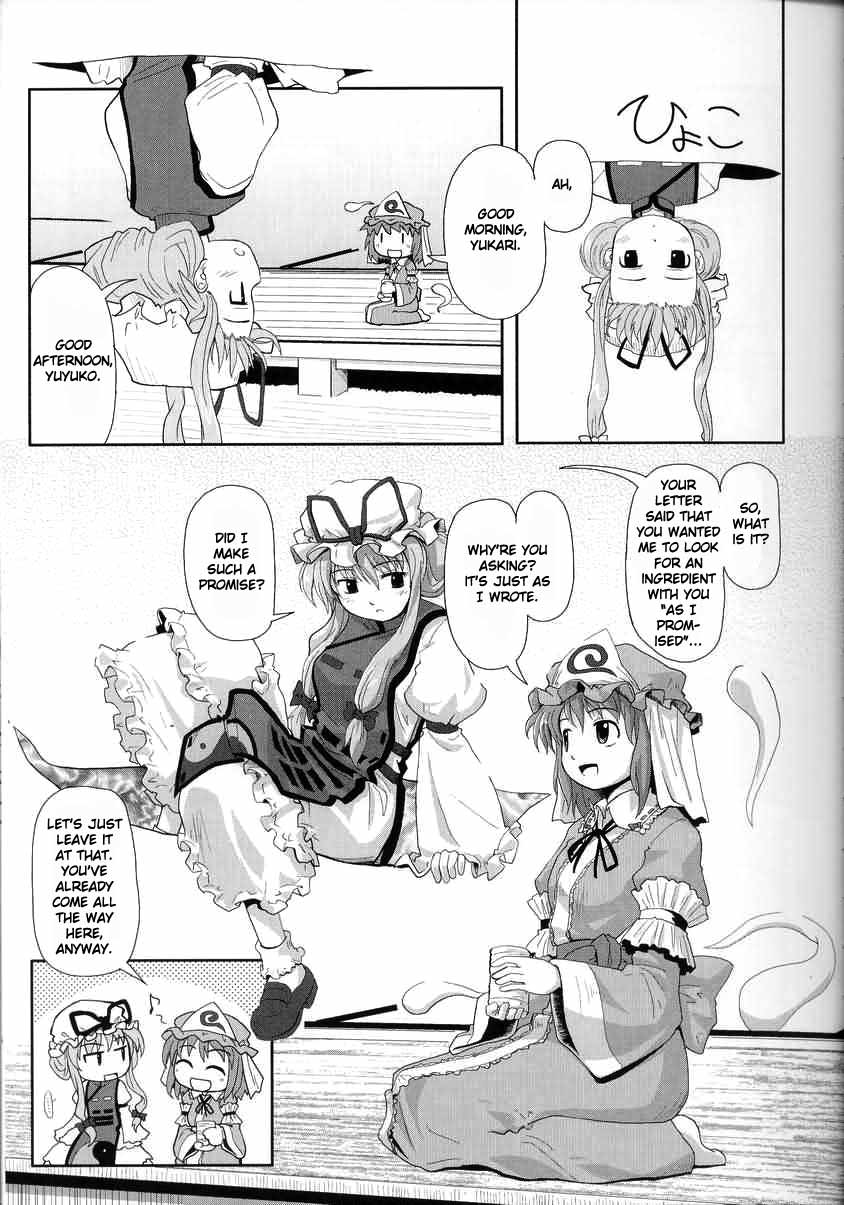 ひょこ
AH,
GOOD
MORNING,
YUKARI.
GOOD
AFTERNOON,
YUYUKO.
SO,
WHAT
IS IT?
YOUR
LETTER
SAID THAT
YOU WANTED
ME TO LOOK
FOR AN
INGREDIENT
WITH YOU
"AS I
PROM-
ISED"...
WHY'RE YOU
ASKING?
IT'S JUST AS
I WROTE.
DID I
MAKE
SUCH A
PROMISE?
LET'S JUST
LEAVE IT
AT THAT.
YOU'VE
ALREADY
COME ALL
THE WAY
HERE,
ANYWAY.